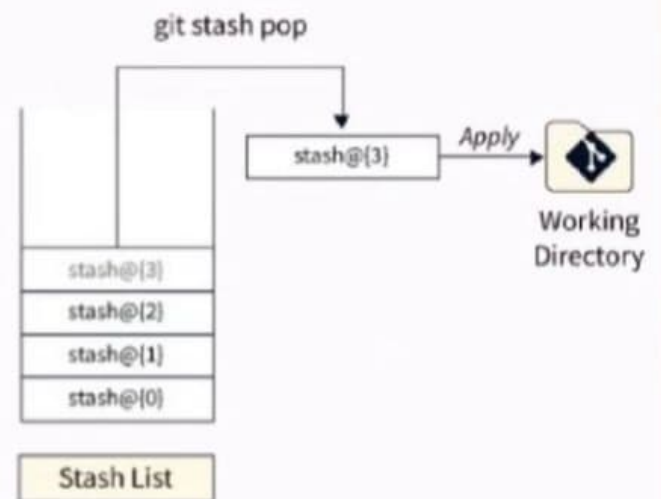 git stash pop
stash@{3}
Apply
Working
Directory
stash@{3}
stash@{2}
stash@{1}
stash@{0}
Stash List